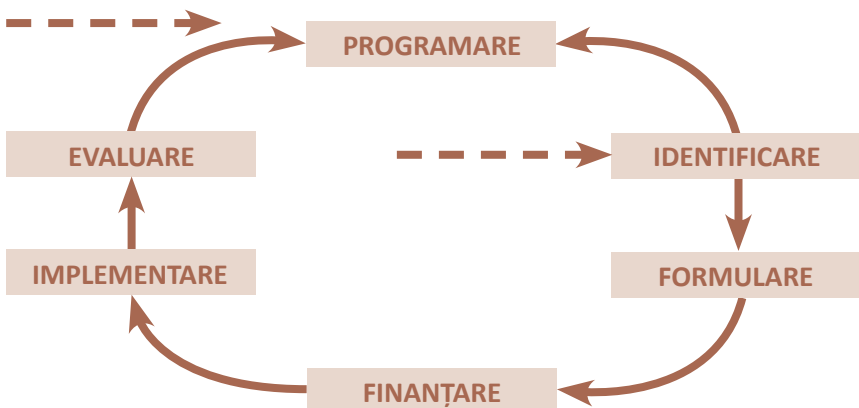 PROGRAMARE
EVALUARE
IDENTIFICARE
IMPLEMENTARE
FORMULARE
FINANȚARE